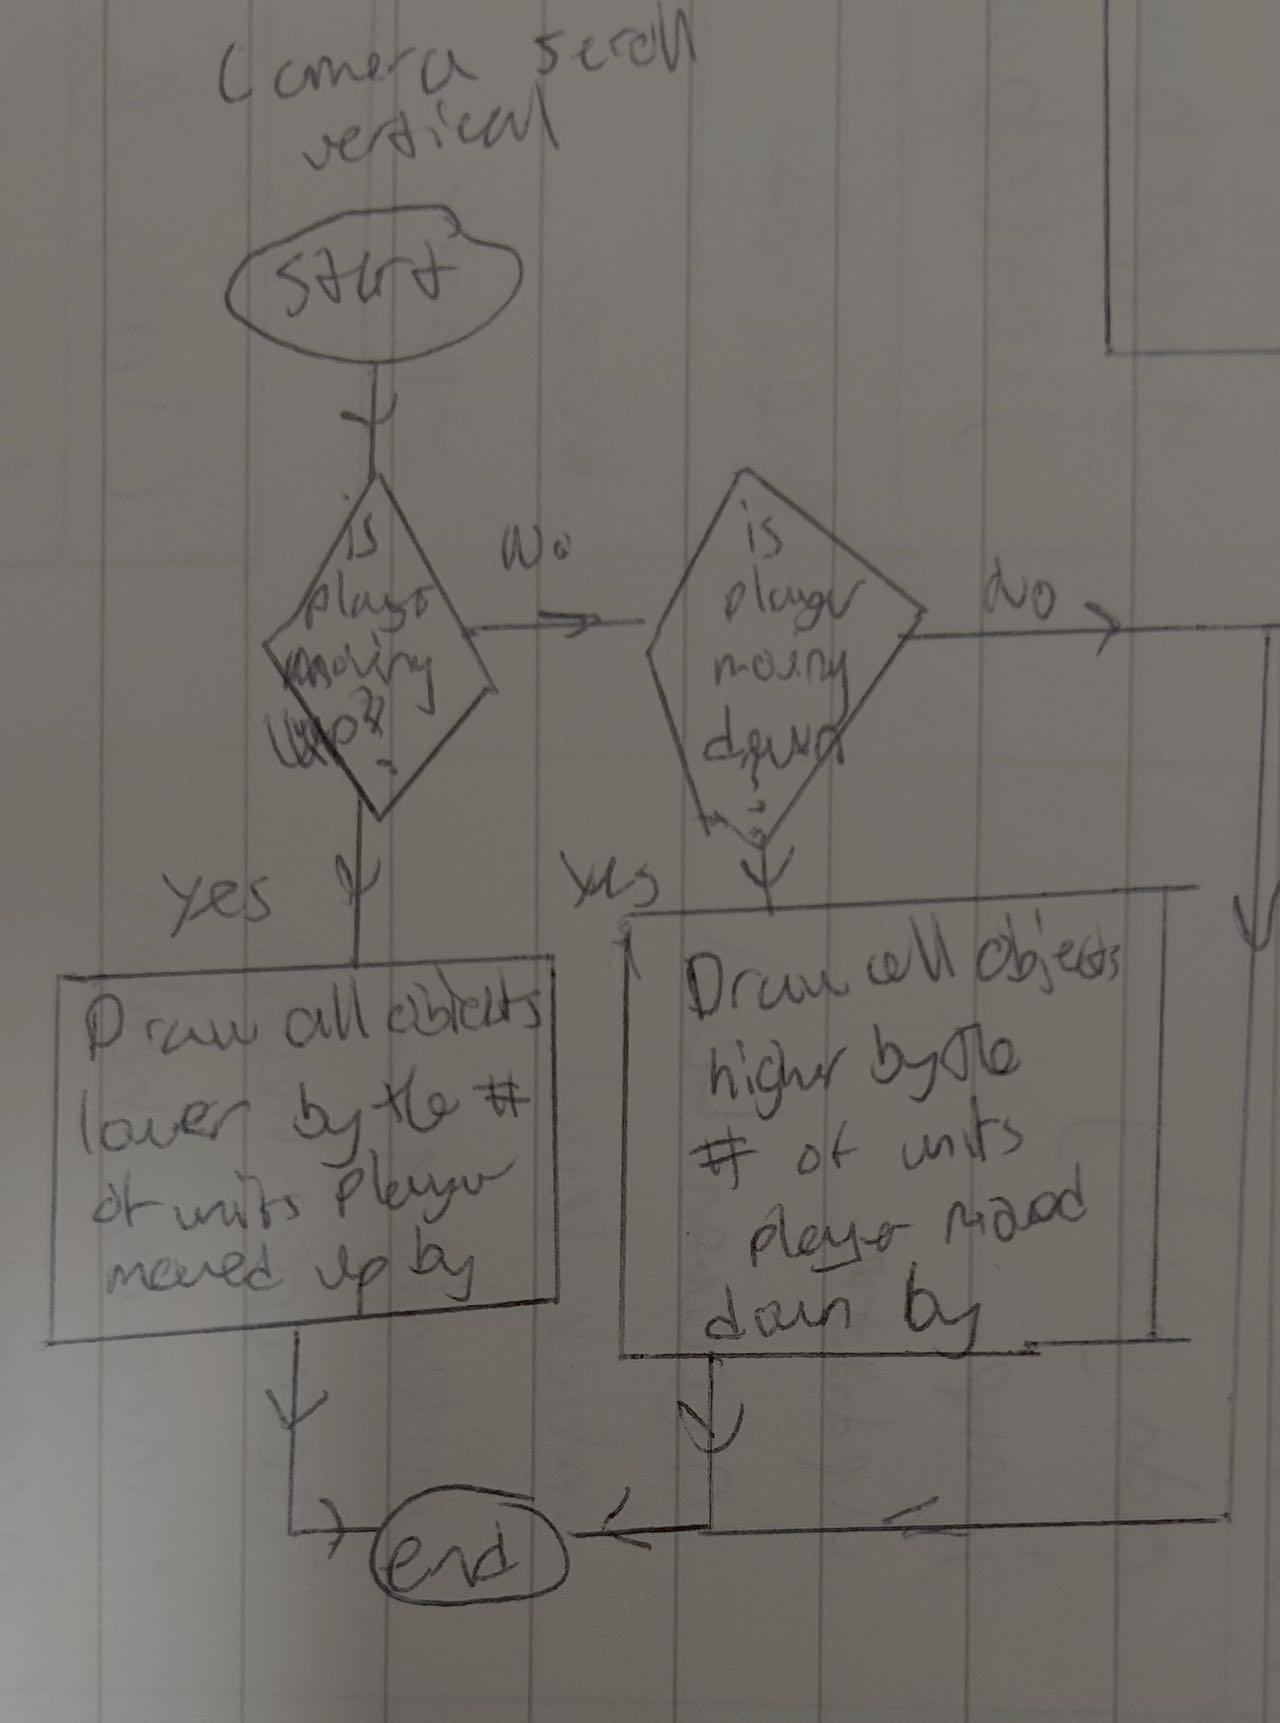 Camera scroll
vertical
start
is
player
moving
up?
No
is
player
moving
down
?
No
yes
yes
Draw all objects
lower by the #
of units player
moved up by
Draw all objects
higher by the
# of units
player moved
down by
end